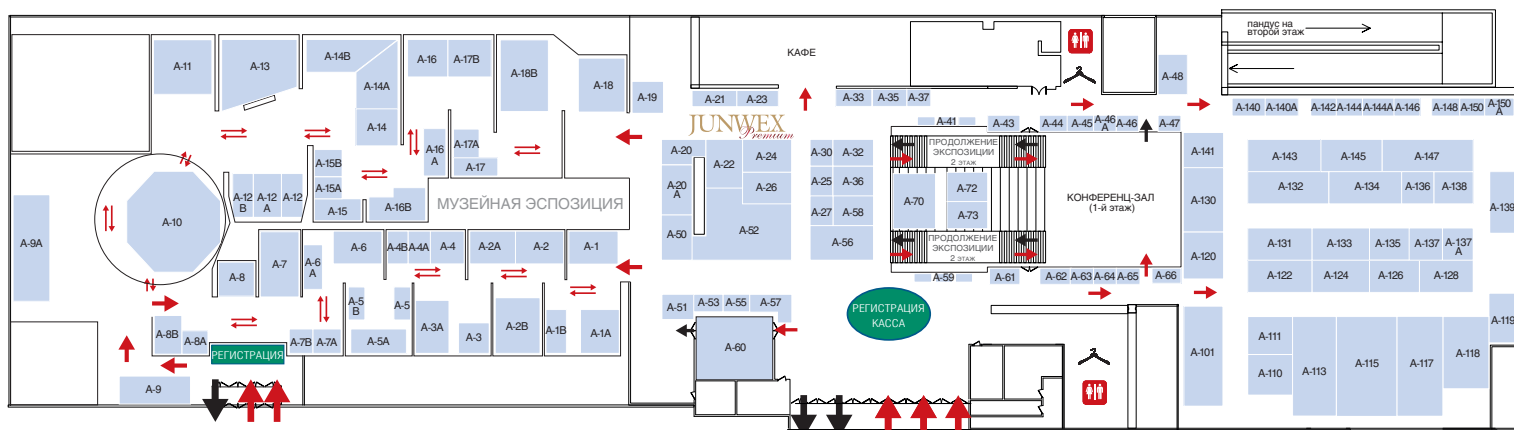 пандус на
второй этаж
КАФЕ
A-11
A-13
A-14B
A-16
A-17B
A-18B
A-18
A-19
A-21
A-23
A-33
A-35
A-37
A-48
A-14A
A-14
JUNWEX
Premium
A-41
A-43
A-44
A-45
A-46
A
A-46
A-47
A-140
A-140A
A-142
A-144
A-144A
A-146
A-148
A-150
A-150
A
A-15B
A-15A
A-15
A-16
A
A-17A
A-17
A-16B
A-12
B
A-12
A
A-12
A-10
A-9A
МУЗЕЙНАЯ ЭСПОЗИЦИЯ
A-20
A-20
A
A-22
A-24
A-26
A-50
A-52
A-30
A-32
A-25
A-36
A-27
A-58
A-56
ПРОДОЛЖЕНИЕ
ЭКСПОЗИЦИИ
2 ЭТАЖ
A-70
A-72
A-73
ПРОДОЛЖЕНИЕ
ЭКСПОЗИЦИИ
2 ЭТАЖ
КОНФЕРЕНЦ-ЗАЛ
(1-й этаж)
A-141
A-130
A-120
A-143
A-145
A-147
A-132
A-134
A-136
A-138
A-139
A-131
A-133
A-135
A-137
A-137
A
A-122
A-124
A-126
A-128
A-8
A-7
A-6
A
A-6
A-4B
A-4A
A-4
A-2A
A-2
A-1
A-5
B
A-5
A-5A
A-3A
A-3
A-2B
A-1B
A-1A
A-8B
A-8A
A-7B
A-7A
РЕГИСТРАЦИЯ
A-9
A-51
A-53
A-55
A-57
A-60
РЕГИСТРАЦИЯ
КАССА
A-59
A-61
A-62
A-63
A-64
A-65
A-66
A-101
A-111
A-110
A-113
A-115
A-117
A-118
A-119